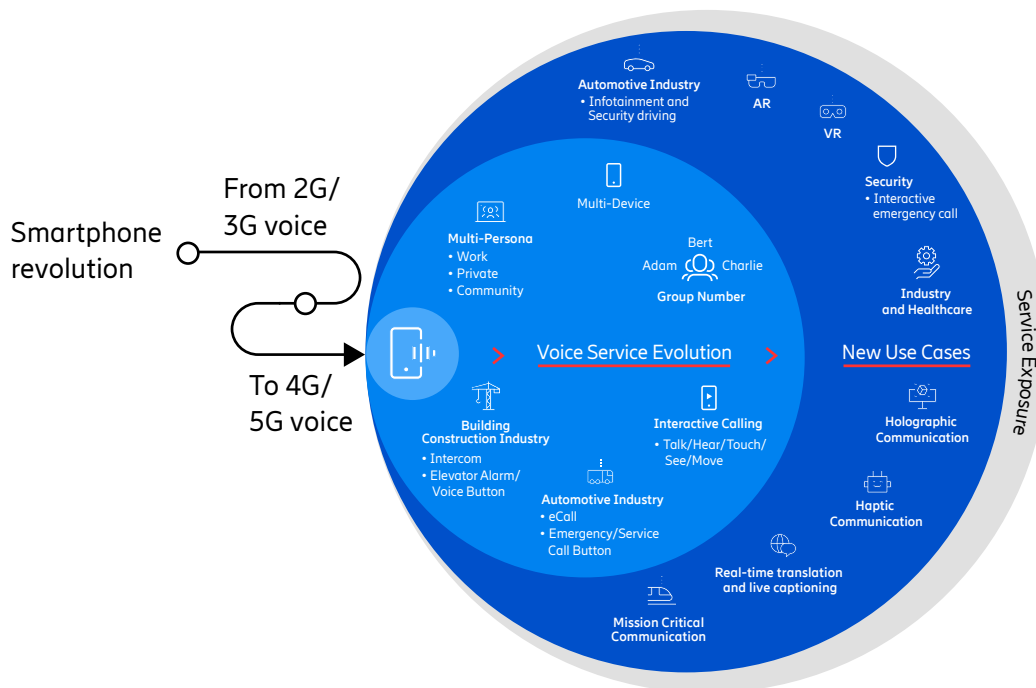 Smartphone
revolution
From 2G/
3G voice
To 4G/
5G voice
Automotive Industry
• Infotainment and
Security driving
AR
VR
Security
• Interactive
emergency call
Industry
and Healthcare
New Use Cases
Holographic
Communication
Haptic
Communication
Real-time translation
and live captioning
Mission Critical
Communication
Multi-Device
Multi-Persona
• Work
• Private
• Community
Bert
Adam
Charlie
Group Number
Voice Service Evolution
Building
Construction Industry
• Intercom
• Elevator Alarm/
Voice Button
Interactive Calling
• Talk/Hear/Touch/
See/Move
Automotive Industry
• eCall
• Emergency/Service
Call Button
Service Exposure